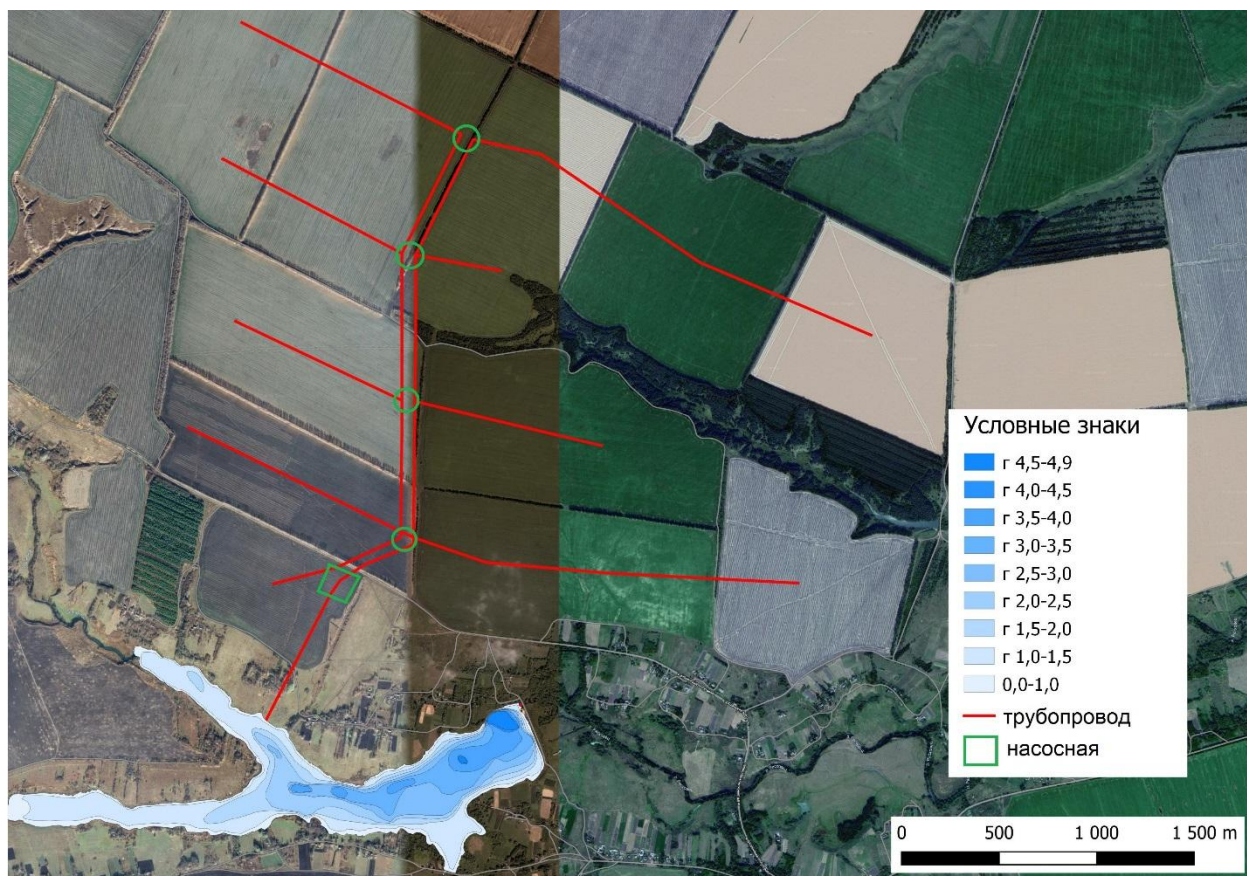 Условные знаки
г 4,5-4,9
г 4,0-4,5
г 3,5-4,0
г 3,0-3,5
г 2,5-3,0
г 2,0-2,5
г 1,5-2,0
г 1,0-1,5
0,0-1,0
трубопровод
насосная
0 500 1 000 1 500 m